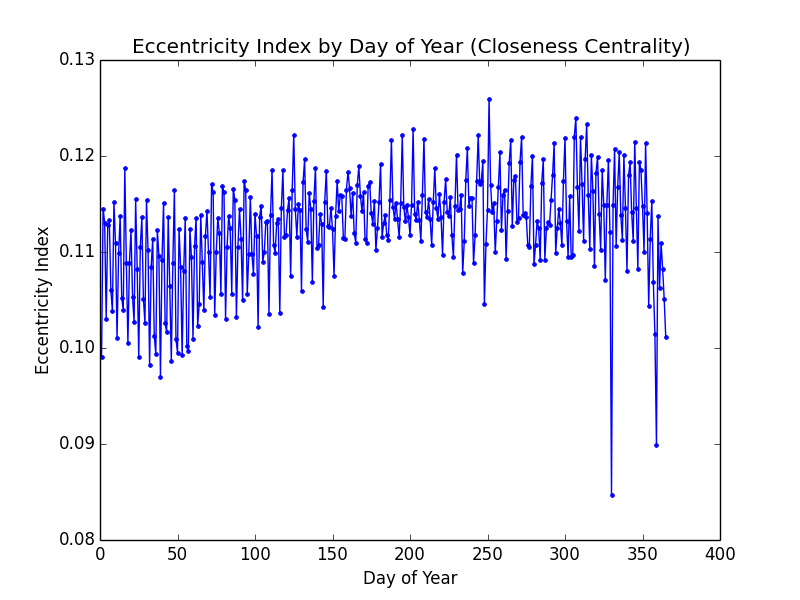 Eccentricity Index by Day of Year (Closeness Centrality)
0.13
0.12
0.11
0.10
0.09
0.08
Eccentricity Index
0 50 100 150 200 250 300 350 400
Day of Year